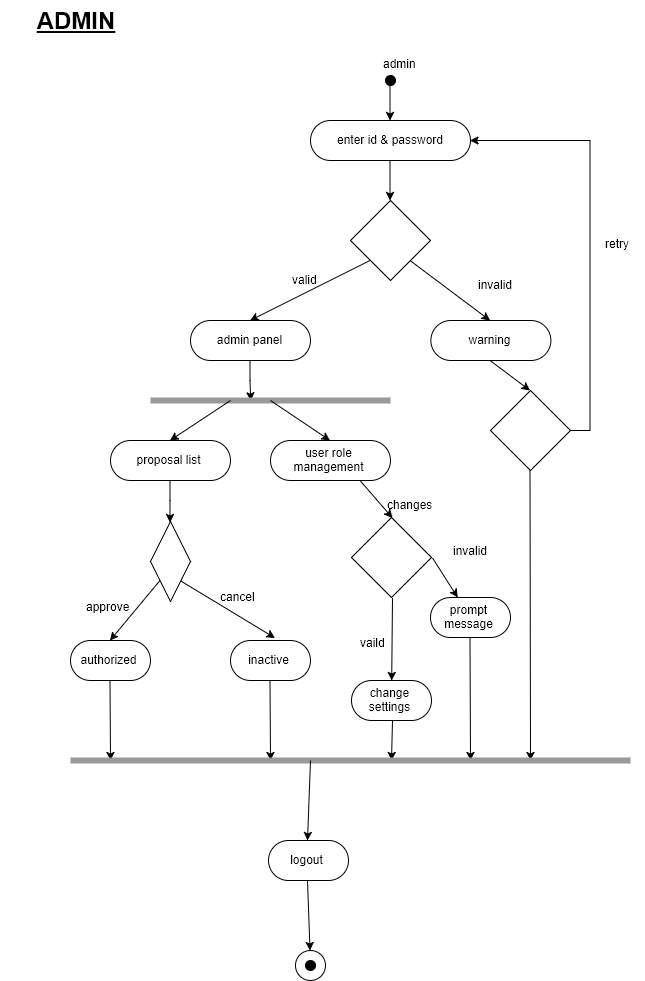 ADMIN
admin
enter id & password
retry
valid
invalid
admin panel
warning
proposal list
user role
management
changes
invalid
approve
cancel
prompt
message
vaild
authorized
inactive
change
settings
logout